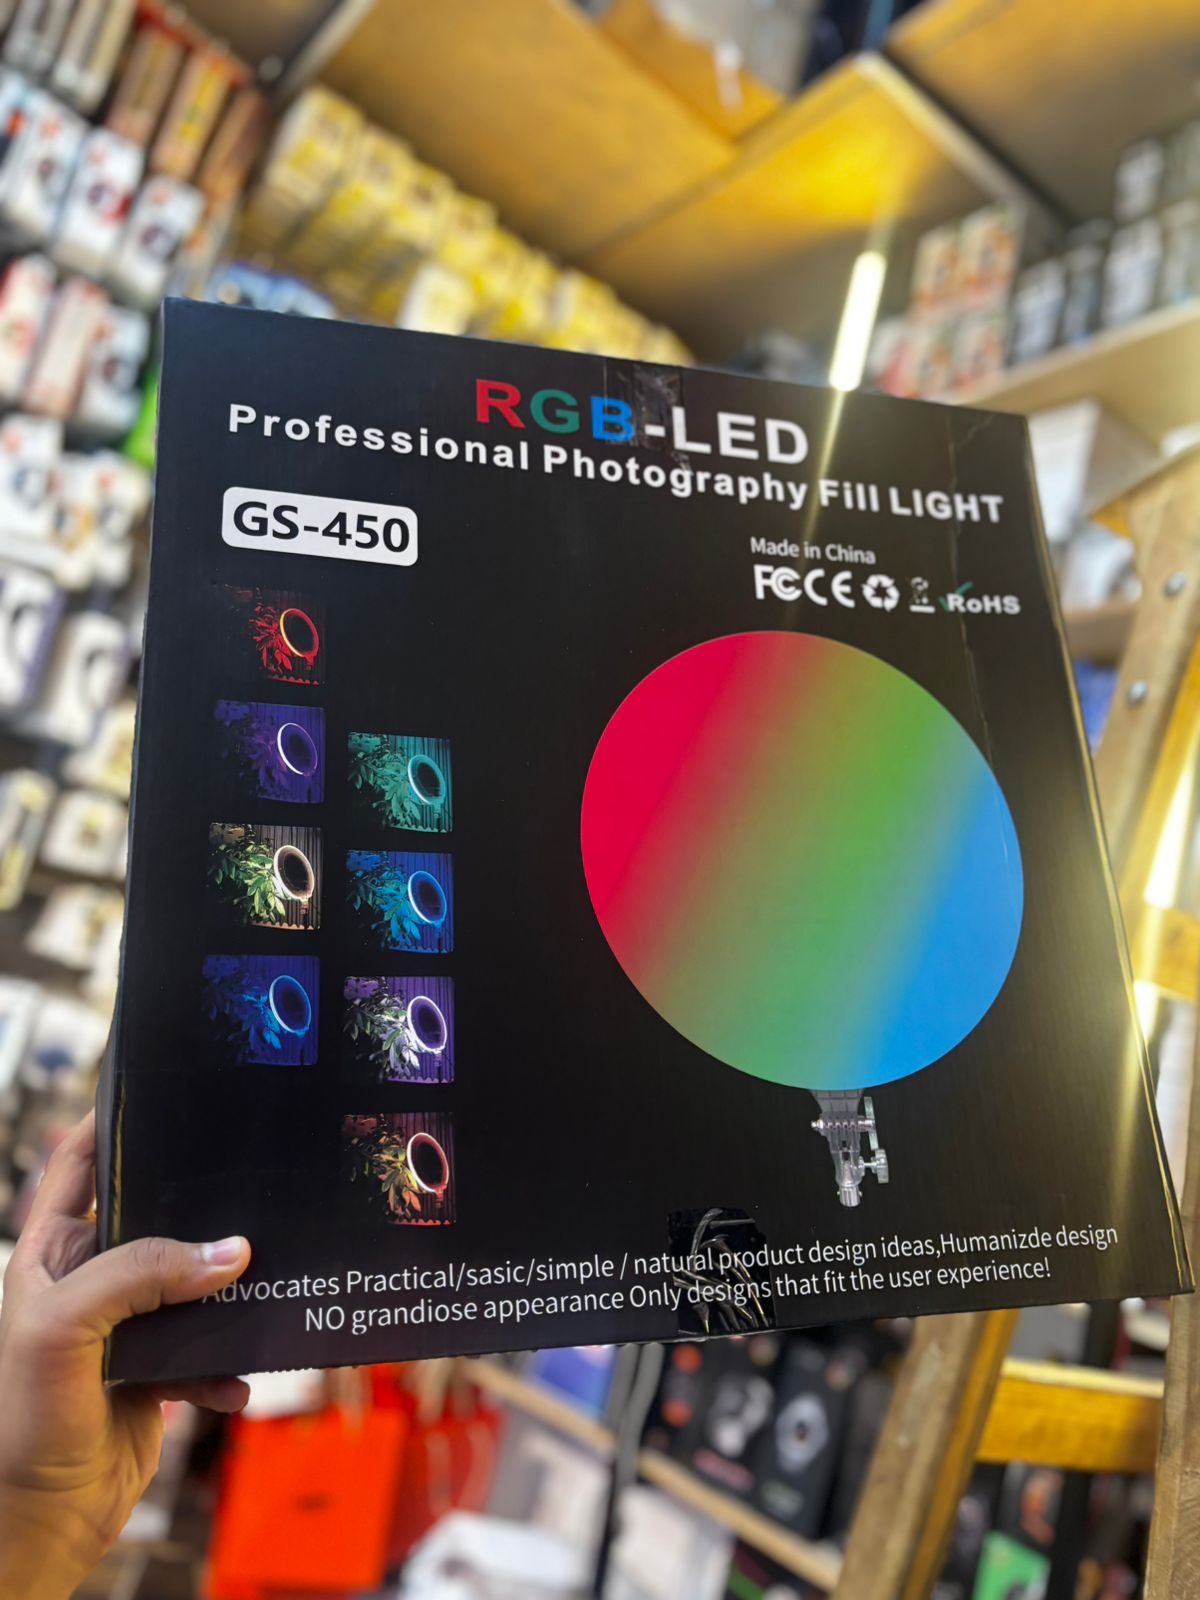 RGB-LED
Professional Photography Fill LIGHT
GS-450
Made in China
FC CE RoHS
Advocates Practical/sasic/simple / natural product design ideas,Humanizde design
NO grandiose appearance Only designs that fit the user experience!